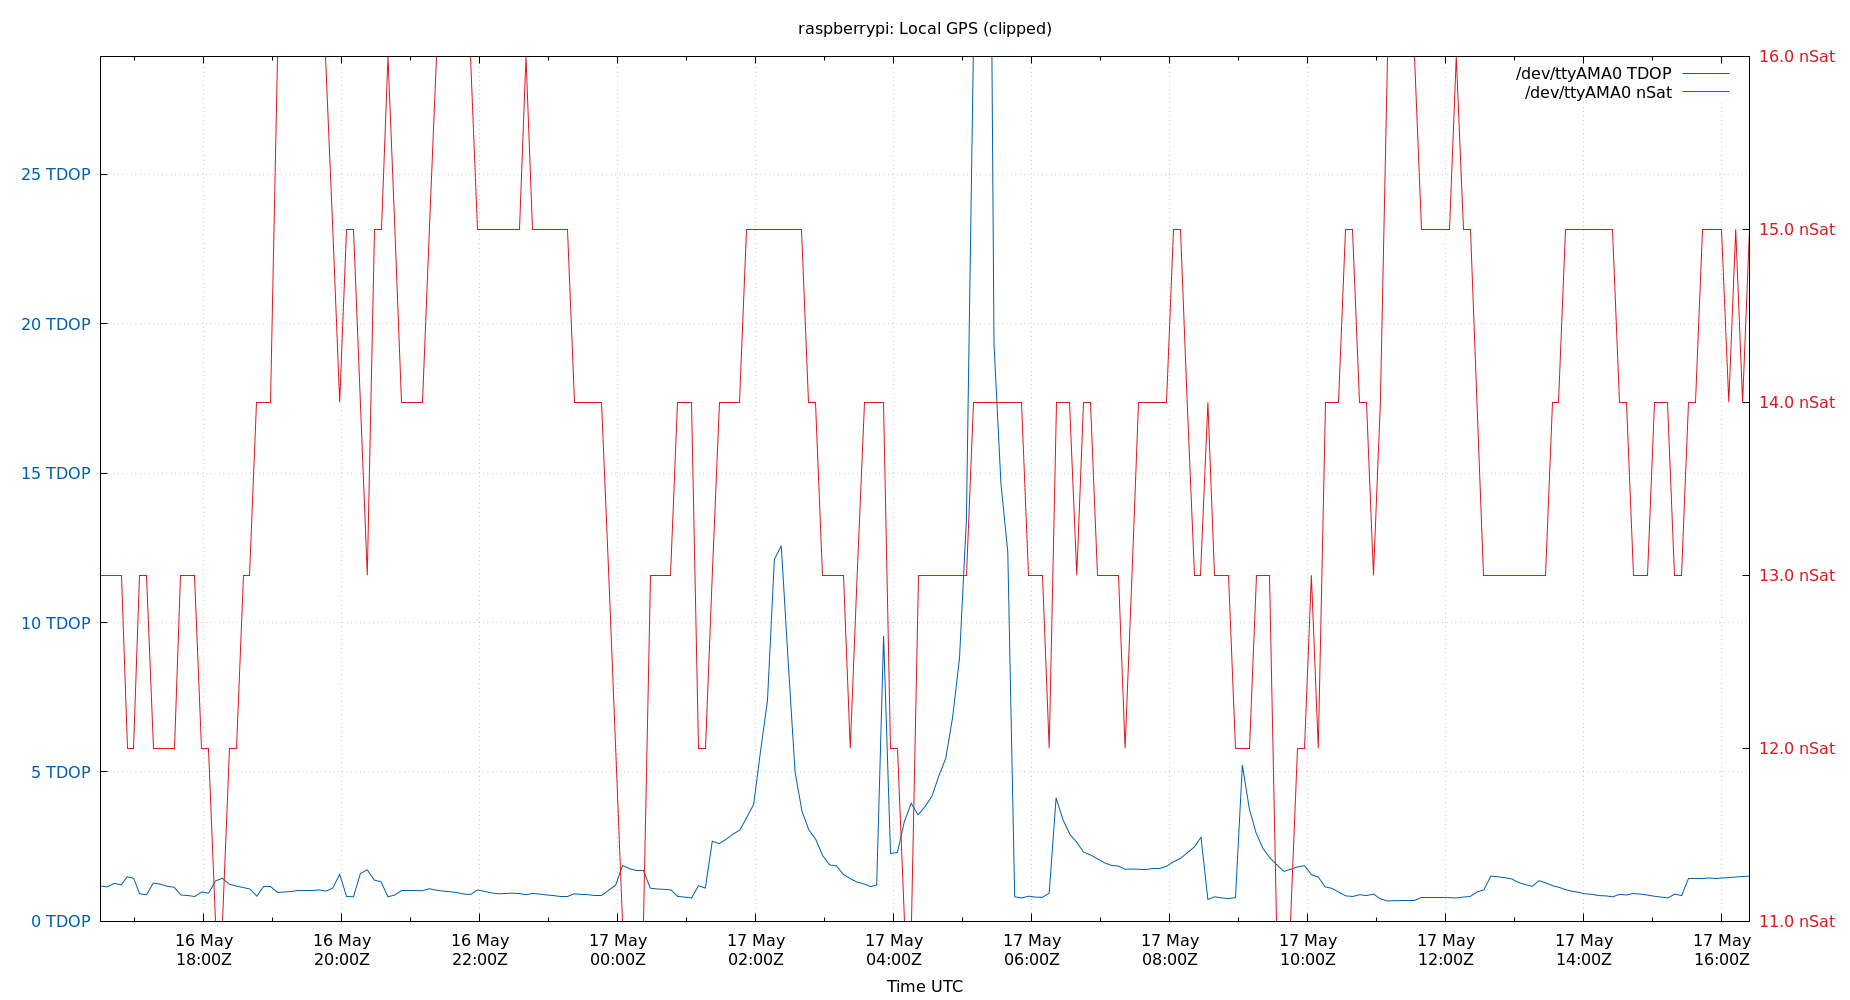 raspberrypi: Local GPS (clipped)
/dev/ttyAMA0 TDOP
/dev/ttyAMA0 nSat
25 TDOP
20 TDOP
15 TDOP
10 TDOP
5 TDOP
0 TDOP
16.0 nSat
15.0 nSat
14.0 nSat
13.0 nSat
12.0 nSat
11.0 nSat
16 May 16 May 16 May 17 May 17 May 17 May 17 May 17 May 17 May 17 May 17 May 17 May
18:00Z 20:00Z 22:00Z 00:00Z 02:00Z 04:00Z 06:00Z 08:00Z 10:00Z 12:00Z 14:00Z 16:00Z
Time UTC